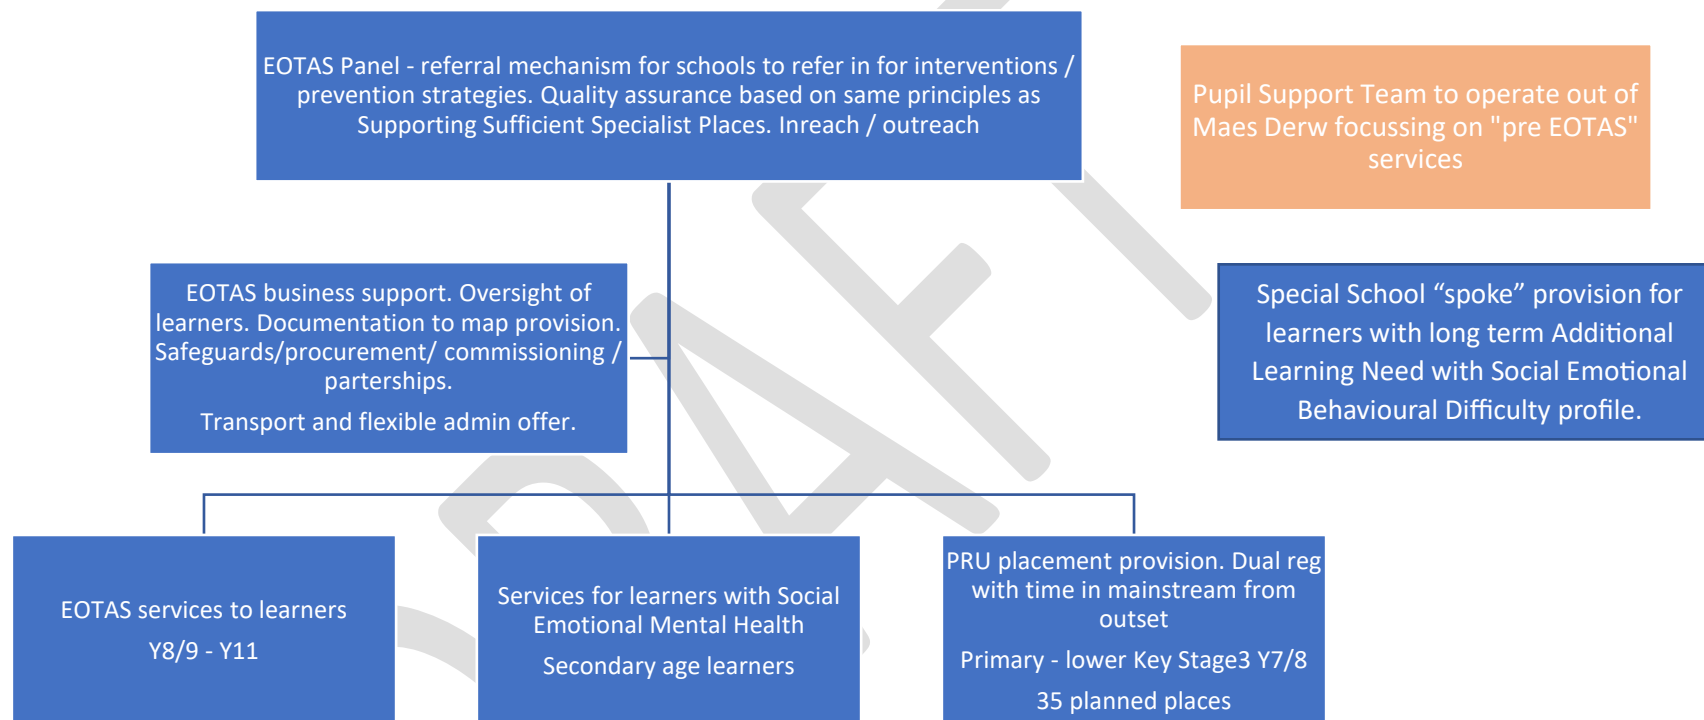 EOTAS Panel - referral mechanism for schools to refer in for interventions /
prevention strategies. Quality assurance based on same principles as
Supporting Sufficient Specialist Places. Inreach / outreach
Pupil Support Team to operate out of
Maes Derw focussing on "pre EOTAS"
services
EOTAS business support. Oversight of
learners. Documentation to map provision.
Safeguards/procurement/ commissioning /
parterships.
Transport and flexible admin offer.
Special School “spoke” provision for
learners with long term Additional
Learning Need with Social Emotional
Behavioural Difficulty profile.
EOTAS services to learners
Y8/9 - Y11
Services for learners with Social
Emotional Mental Health
Secondary age learners
PRU placement provision. Dual reg
with time in mainstream from
outset
Primary - lower Key Stage3 Y7/8
35 planned places
DRAFT